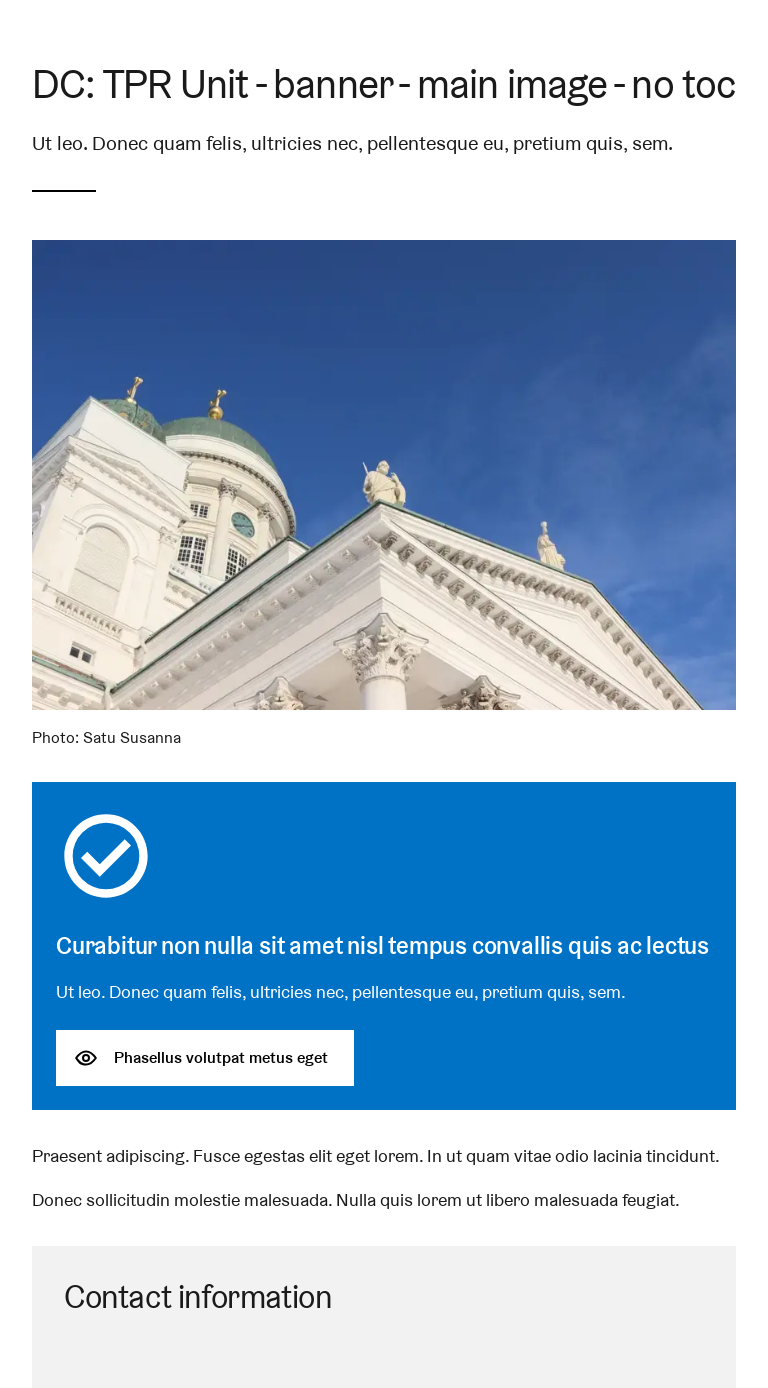 DC: TPR Unit - banner - main image - no toc
Ut leo. Donec quam felis, ultricies nec, pellentesque eu, pretium quis, sem.
Photo: Satu Susanna
Curabitur non nulla sit amet nisl tempus convallis quis ac lectus
Ut leo. Donec quam felis, ultricies nec, pellentesque eu, pretium quis, sem.
Phasellus volutpat metus eget
Praesent adipiscing. Fusce egestas elit eget lorem. In ut quam vitae odio lacinia tincidunt.
Donec sollicitudin molestie malesuada. Nulla quis lorem ut libero malesuada feugiat.
Contact information